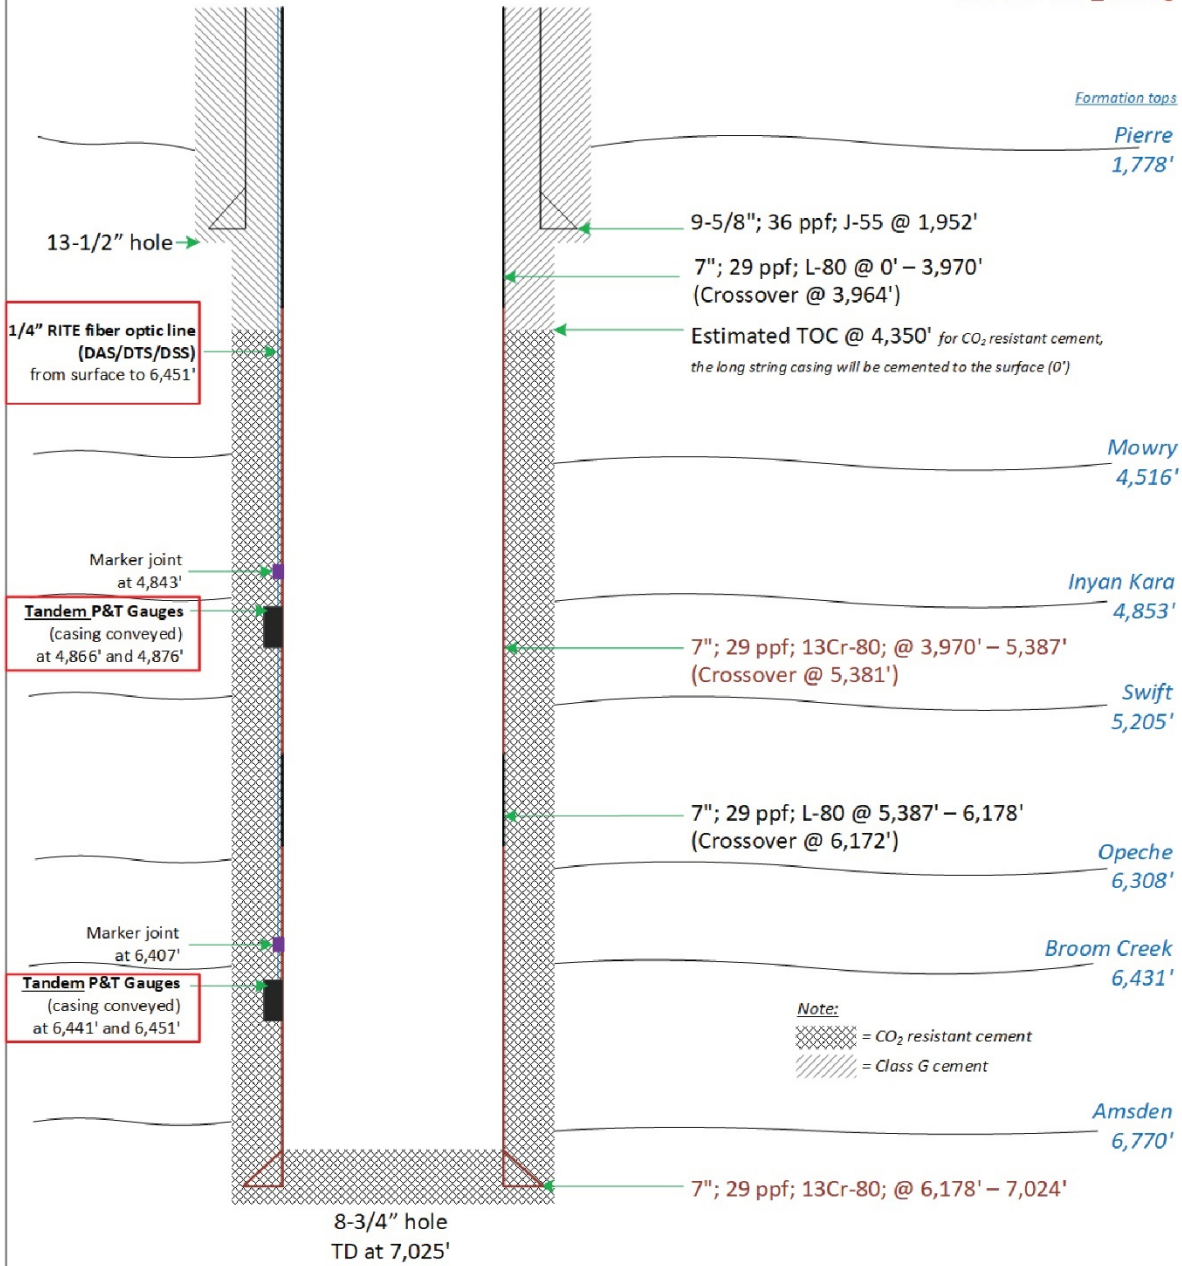 Formation tops
Pierre
1,778'
9-5/8"; 36 ppf; J-55 @ 1,952'
13-1/2” hole
7"; 29 ppf; L-80 @ 0' – 3,970'
(Crossover @ 3,964')
1/4” RITE fiber optic line
(DAS/DTS/DSS)
from surface to 6,451'
Estimated TOC @ 4,350' for CO₂ resistant cement,
the long string casing will be cemented to the surface (0')
Mowry
4,516'
Marker joint
at 4,843'
Inyan Kara
4,853'
Tandem P&T Gauges
(casing conveyed)
at 4,866' and 4,876'
7"; 29 ppf; 13Cr-80; @ 3,970' – 5,387'
(Crossover @ 5,381')
Swift
5,205'
7"; 29 ppf; L-80 @ 5,387' – 6,178'
(Crossover @ 6,172')
Opeche
6,308'
Marker joint
at 6,407'
Broom Creek
6,431'
Tandem P&T Gauges
(casing conveyed)
at 6,441' and 6,451'
Note:
= CO₂ resistant cement
= Class G cement
Amsden
6,770'
7"; 29 ppf; 13Cr-80; @ 6,178' – 7,024'
8-3/4” hole
TD at 7,025'